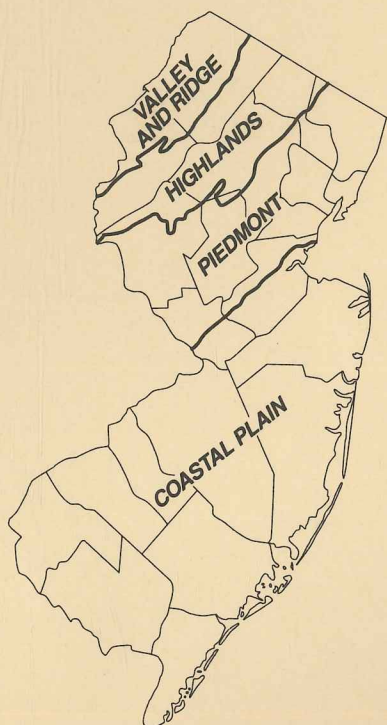 VALLEY
AND RIDGE
HIGHLANDS
PIEDMONT
COASTAL PLAIN